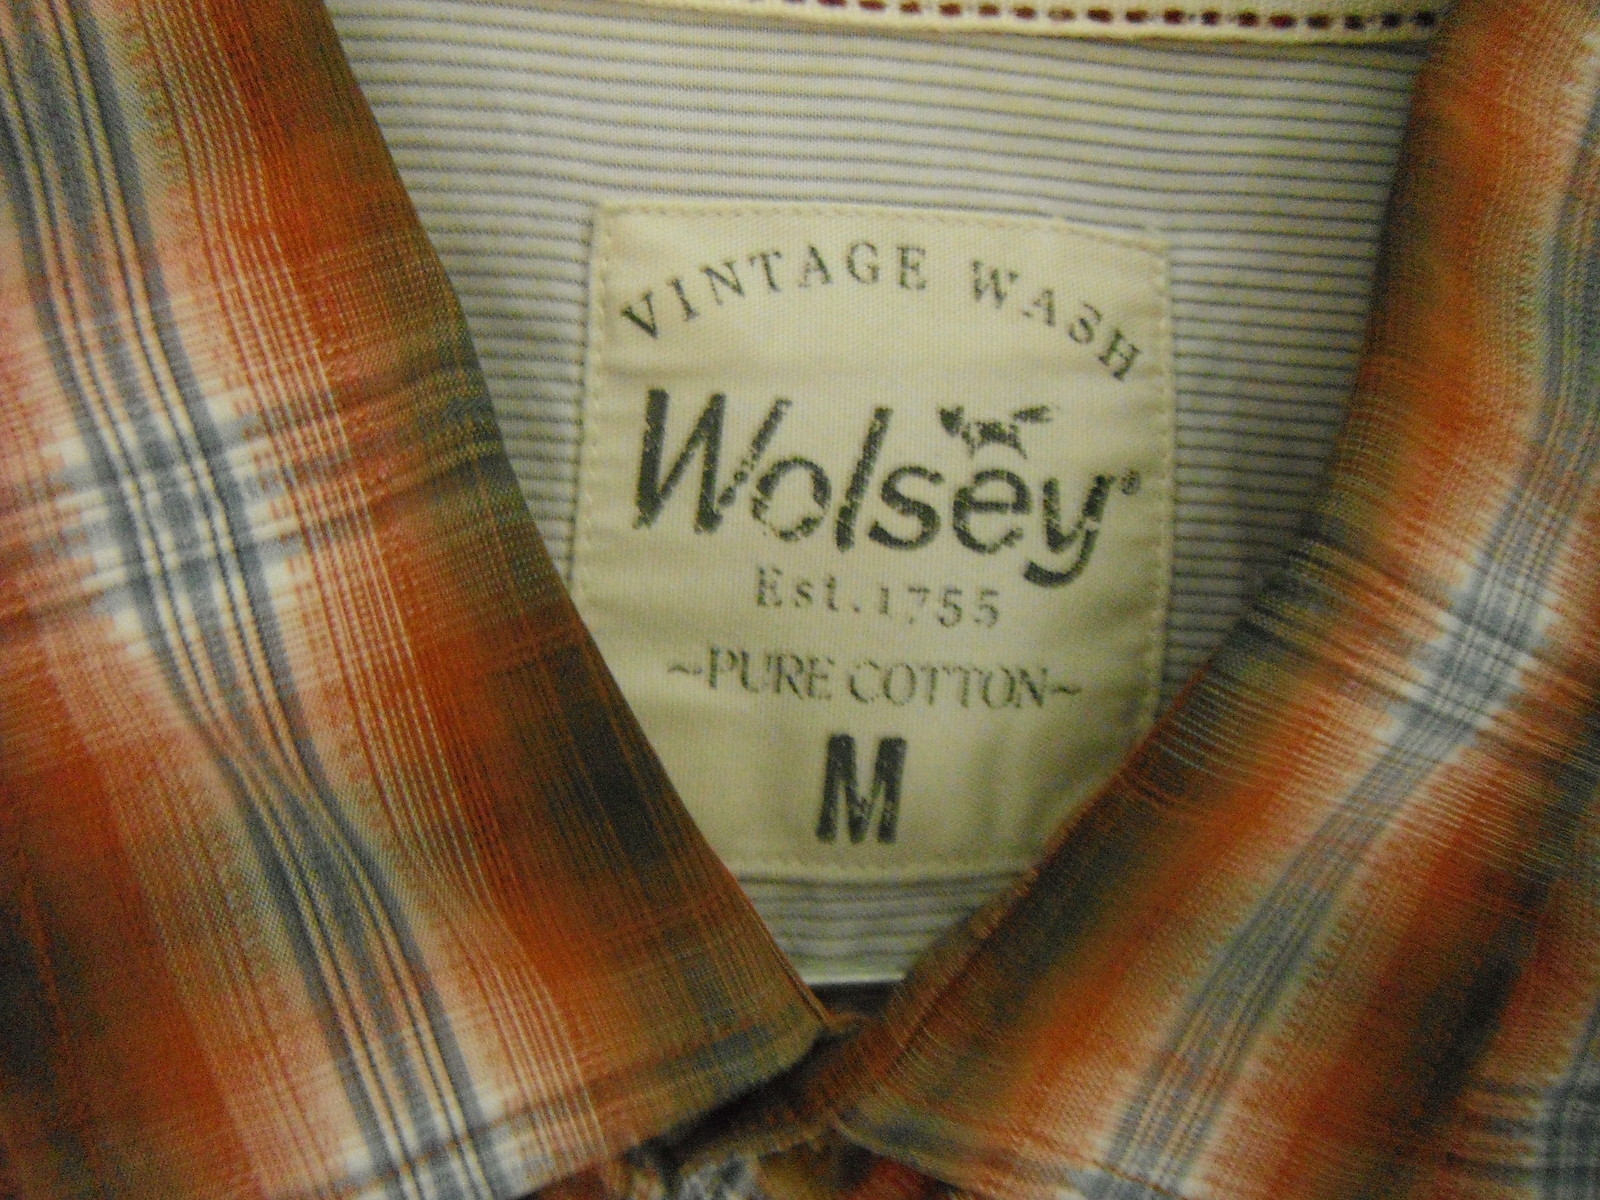 VINTAGE WASH
Wolsey®
Est. 1755
~PURE COTTON~
M